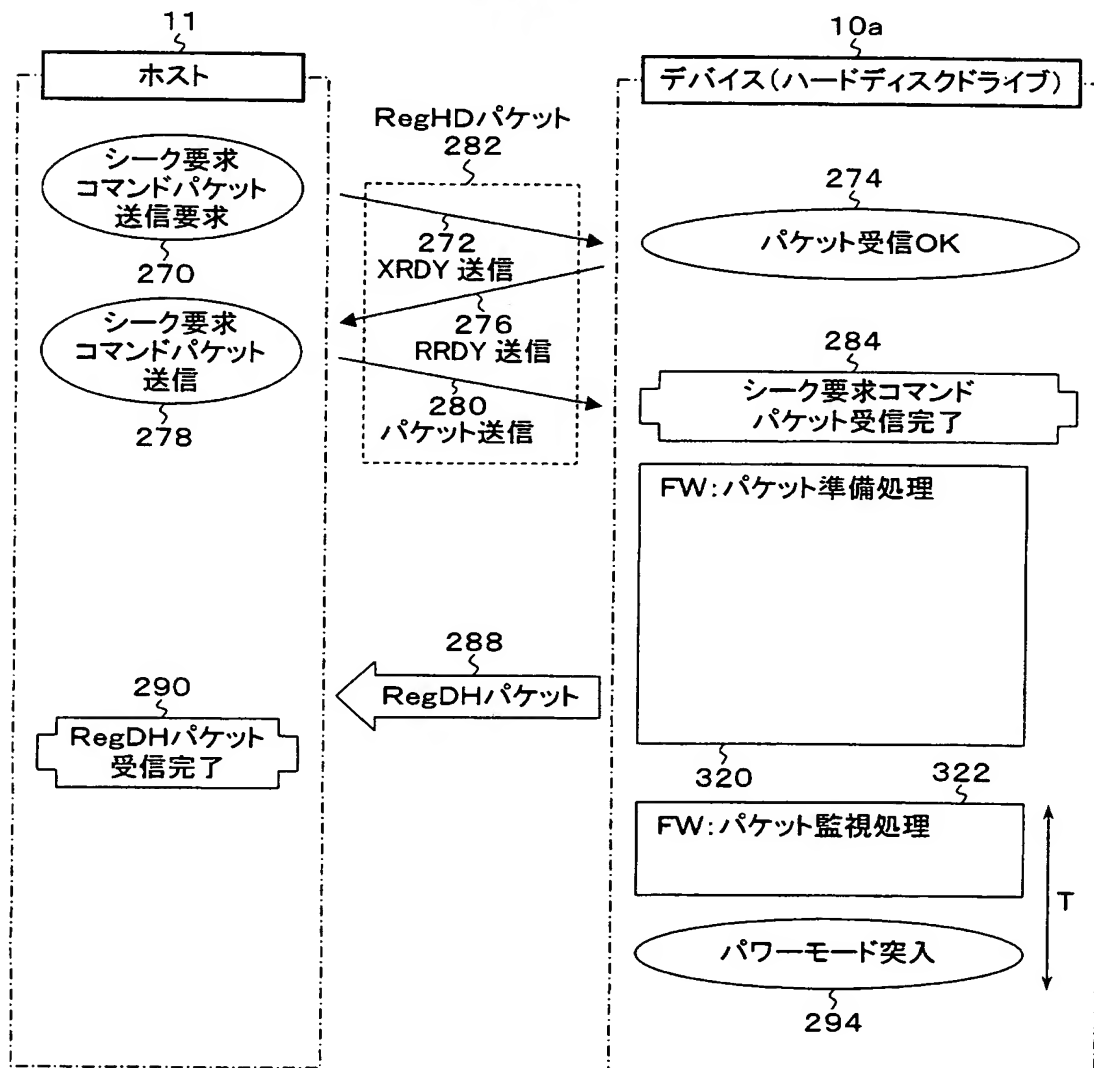 11
ホスト
10a
デバイス(ハードディスクドライブ)
RegHDパケット
282
シーク要求
コマンドパケット
送信要求
270
272
XRDY 送信
274
パケット受信OK
276
RRDY 送信
シーク要求
コマンドパケット
送信
278
280
パケット送信
284
シーク要求コマンド
パケット受信完了
FW:パケット準備処理
288
RegDHパケット
290
RegDHパケット
受信完了
320
322
FW:パケット監視処理
T
パワーモード突入
294